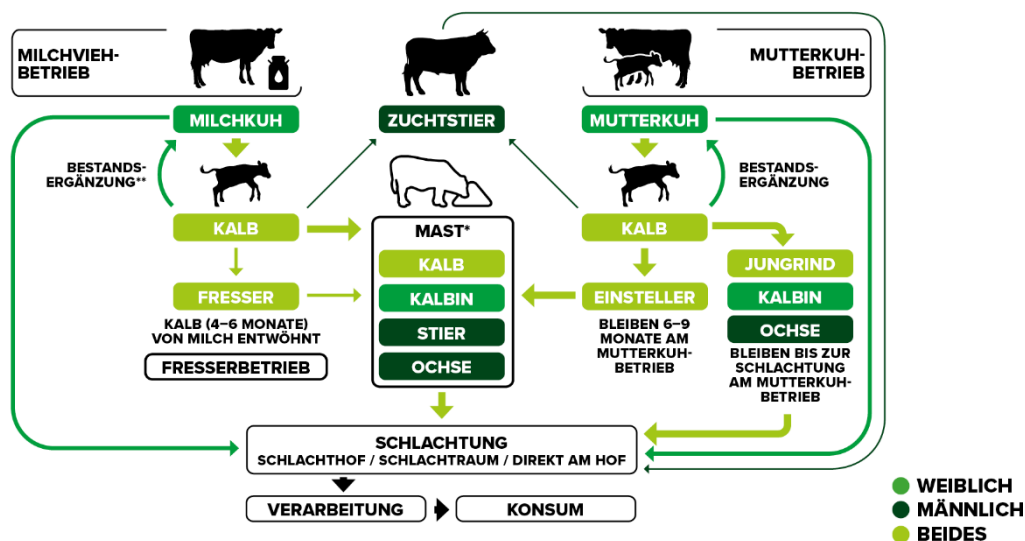 MILCHVIEH-
BETRIEB
MUTTERKUH-
BETRIEB
MILCHKUH
ZUCHTSTIER
MUTTERKUH
BESTANDS-
ERGÄNZUNG**
BESTANDS-
ERGÄNZUNG
KALB
MAST*
KALB
KALB
JUNGRIND
FRESSER
KALBIN
EINSTELLER
KALBIN
KALB (4–6 MONATE)
VON MILCH ENTWÖHNT
STIER
BLEIBEN 6–9
MONATE AM
MUTTERKUH-
BETRIEB
OCHSE
FRESSERBETRIEB
OCHSE
BLEIBEN BIS ZUR
SCHLACHTUNG
AM MUTTERKUH-
BETRIEB
SCHLACHTUNG
SCHLACHTHOF / SCHLACHTRAUM / DIREKT AM HOF
VERARBEITUNG
KONSUM
WEIBLICH
MÄNNLICH
BEIDES